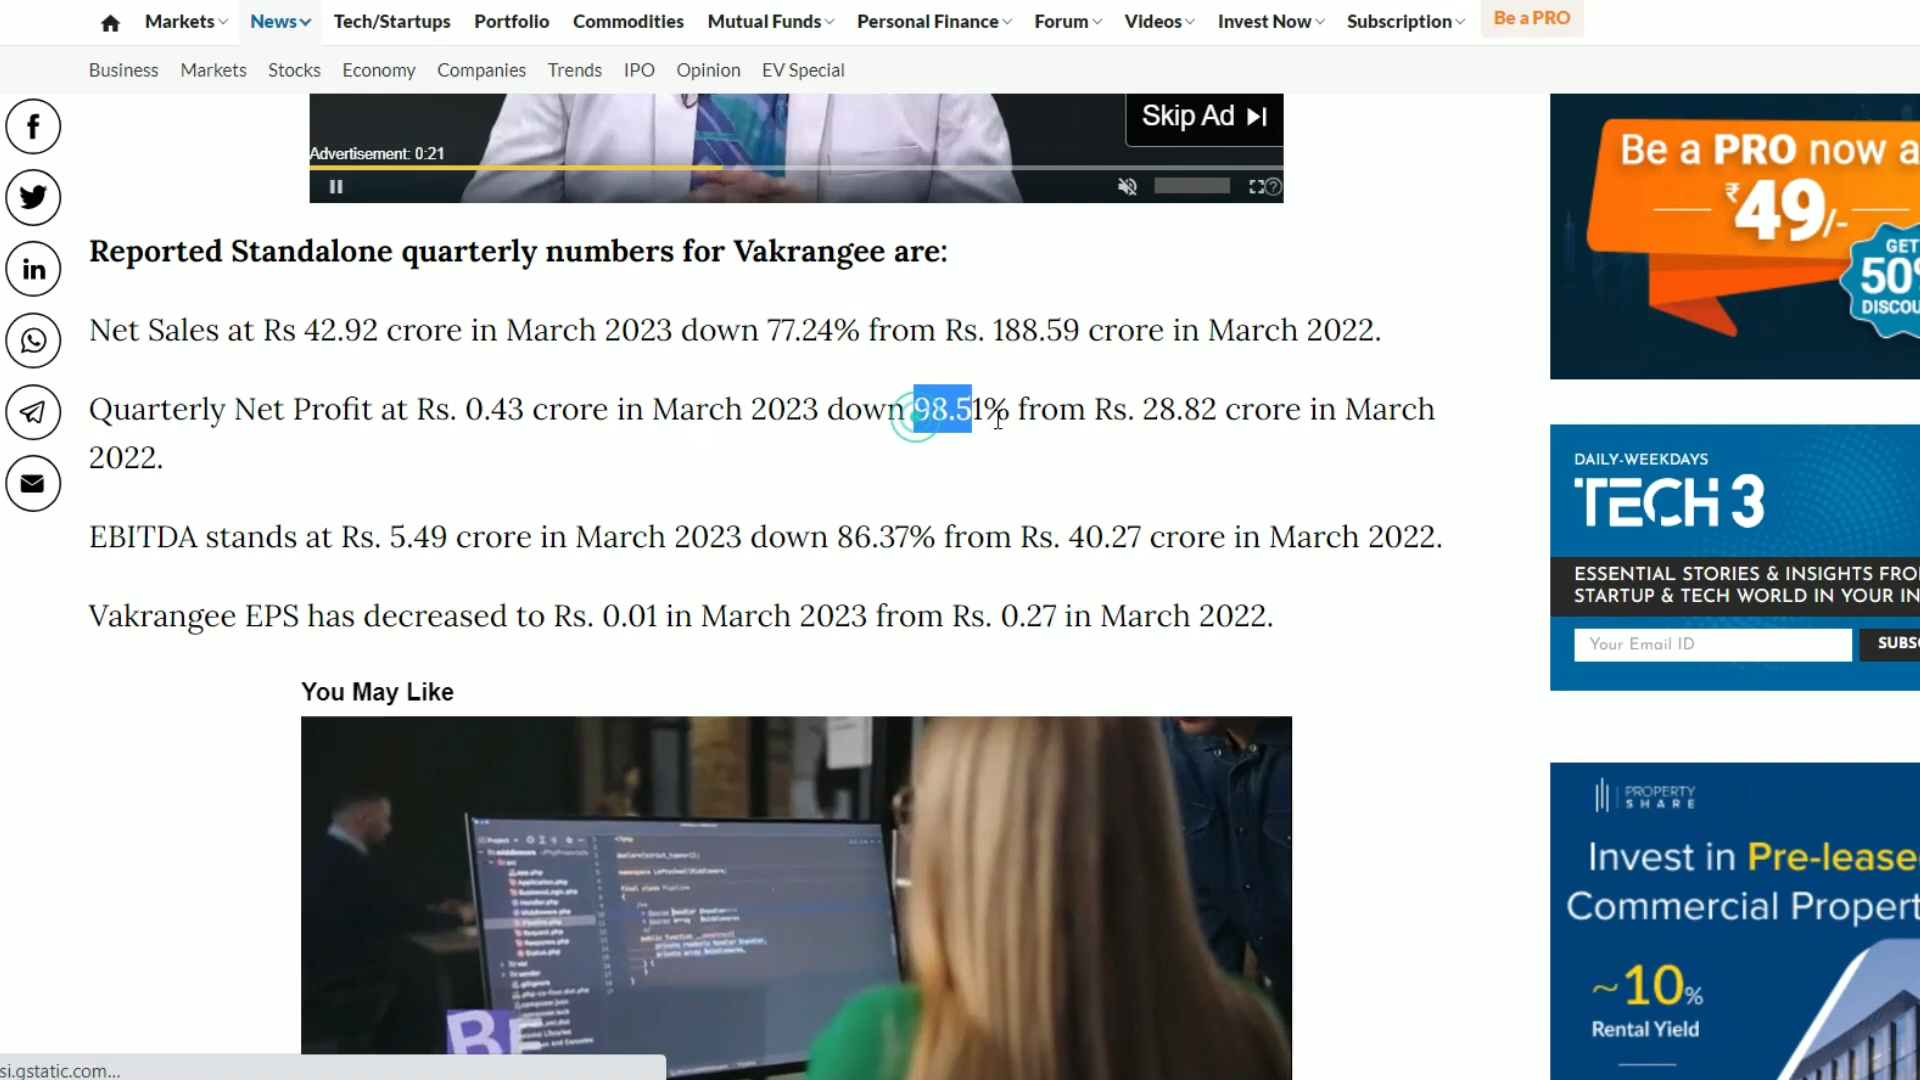 Markets News Tech/Startups Portfolio Commodities Mutual Funds Personal Finance Forum Videos Invest Now Subscription Be a PRO
Business Markets Stocks Economy Companies Trends IPO Opinion EV Special
Skip Ad
Advertisement: 0:21
Reported Standalone quarterly numbers for Vakrangee are:
Net Sales at Rs 42.92 crore in March 2023 down 77.24% from Rs. 188.59 crore in March 2022.
Quarterly Net Profit at Rs. 0.43 crore in March 2023 down 98.51% from Rs. 28.82 crore in March
2022.
EBITDA stands at Rs. 5.49 crore in March 2023 down 86.37% from Rs. 40.27 crore in March 2022.
Vakrangee EPS has decreased to Rs. 0.01 in March 2023 from Rs. 0.27 in March 2022.
You May Like
si.gstatic.com...
Be a PRO now a
₹49/-
GET
50%
DISCOU
DAILY-WEEKDAYS
TECH 3
ESSENTIAL STORIES & INSIGHTS FRO
STARTUP & TECH WORLD IN YOUR IN
Your Email ID SUBS
PROPERTY
SHARE
Invest in Pre-lease
Commercial Propert
~10%
Rental Yield